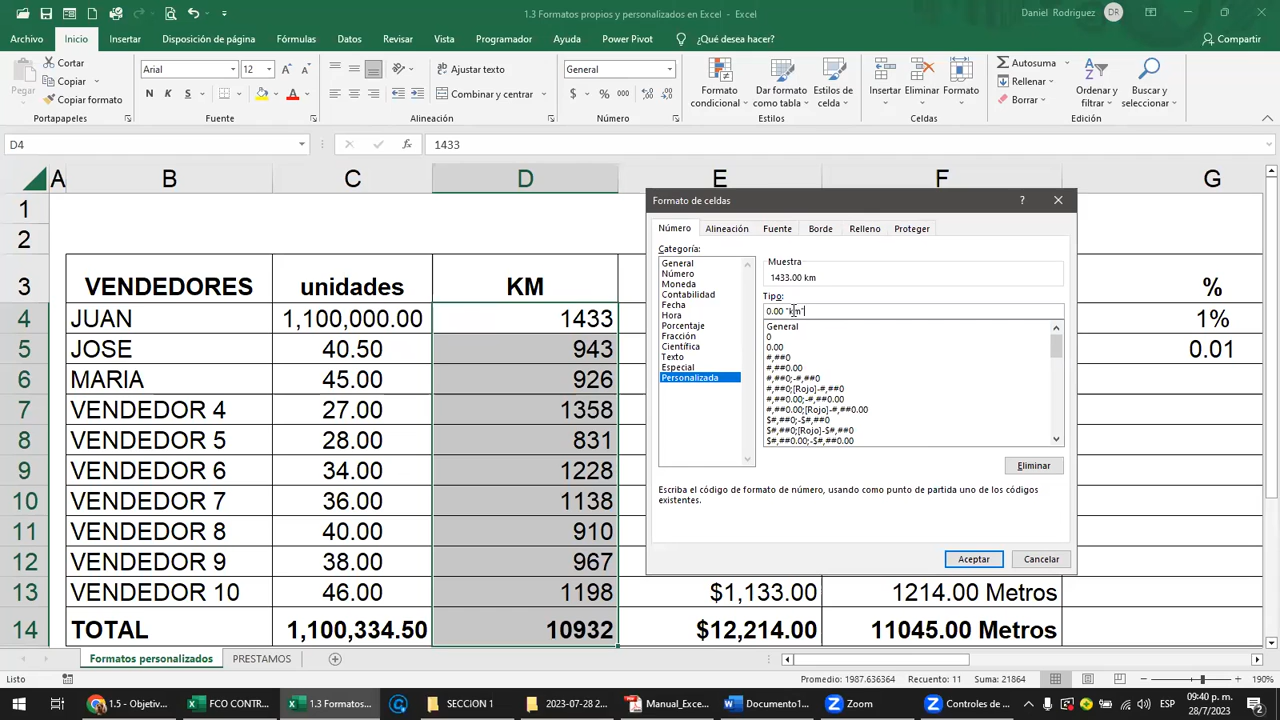 1.3 Formatos propios y personalizados en Excel - Excel
Daniel Rodriguez DR
Archivo Inicio Insertar Disposición de página Fórmulas Datos Revisar Vista Programador Ayuda Power Pivot ¿Qué desea hacer? Compartir
Pegar
Cortar
Copiar
Copiar formato
Portapapeles
Arial 12
N K S
Fuente
Ajustar texto
Combinar y centrar
Alineación
General
$ % 000
Número
Formato condicional
Dar formato como tabla
Estilos de celda
Estilos
Insertar Eliminar Formato
Celdas
Autosuma
Rellenar
Borrar
Ordenar y filtrar
Buscar y seleccionar
Edición
D4 fx 1433
A B C D E F G
1
2
3 VENDEDORES unidades KM %
4 JUAN 1,100,000.00 1433 1%
5 JOSE 40.50 943 0.01
6 MARIA 45.00 926
7 VENDEDOR 4 27.00 1358
8 VENDEDOR 5 28.00 831
9 VENDEDOR 6 34.00 1228
10 VENDEDOR 7 36.00 1138
11 VENDEDOR 8 40.00 910
12 VENDEDOR 9 38.00 967
13 VENDEDOR 10 46.00 1198 $1,133.00 1214.00 Metros
14 TOTAL 1,100,334.50 10932 $12,214.00 11045.00 Metros
Formato de celdas ?
Número Alineación Fuente Borde Relleno Proteger
Categoría:
General
Número
Moneda
Contabilidad
Fecha
Hora
Porcentaje
Fracción
Científica
Texto
Especial
Personalizada
Muestra
1433.00 km
Tipo:
0.00 "km"
General
0
0.00
#,##0
#,##0.00
#,##0;-#,##0
#,##0;[Rojo]-#,##0
#,##0.00;-#,##0.00
#,##0.00;[Rojo]-#,##0.00
$#,##0;-$#,##0
$#,##0;[Rojo]-$#,##0
$#,##0.00;-$#,##0.00
Eliminar
Escriba el código de formato de número, usando como punto de partida uno de los códigos
existentes.
Aceptar Cancelar
Formatos personalizados PRESTAMOS
Listo Promedio: 1987.636364 Recuento: 11 Suma: 21864 190%
1.5 - Objetiv... FCO CONTR... 1.3 Formatos... SECCION 1 2023-07-28 2... Manual_Exce... Documento1... Zoom Controles de ... ESP 09:40 p. m.
28/7/2023